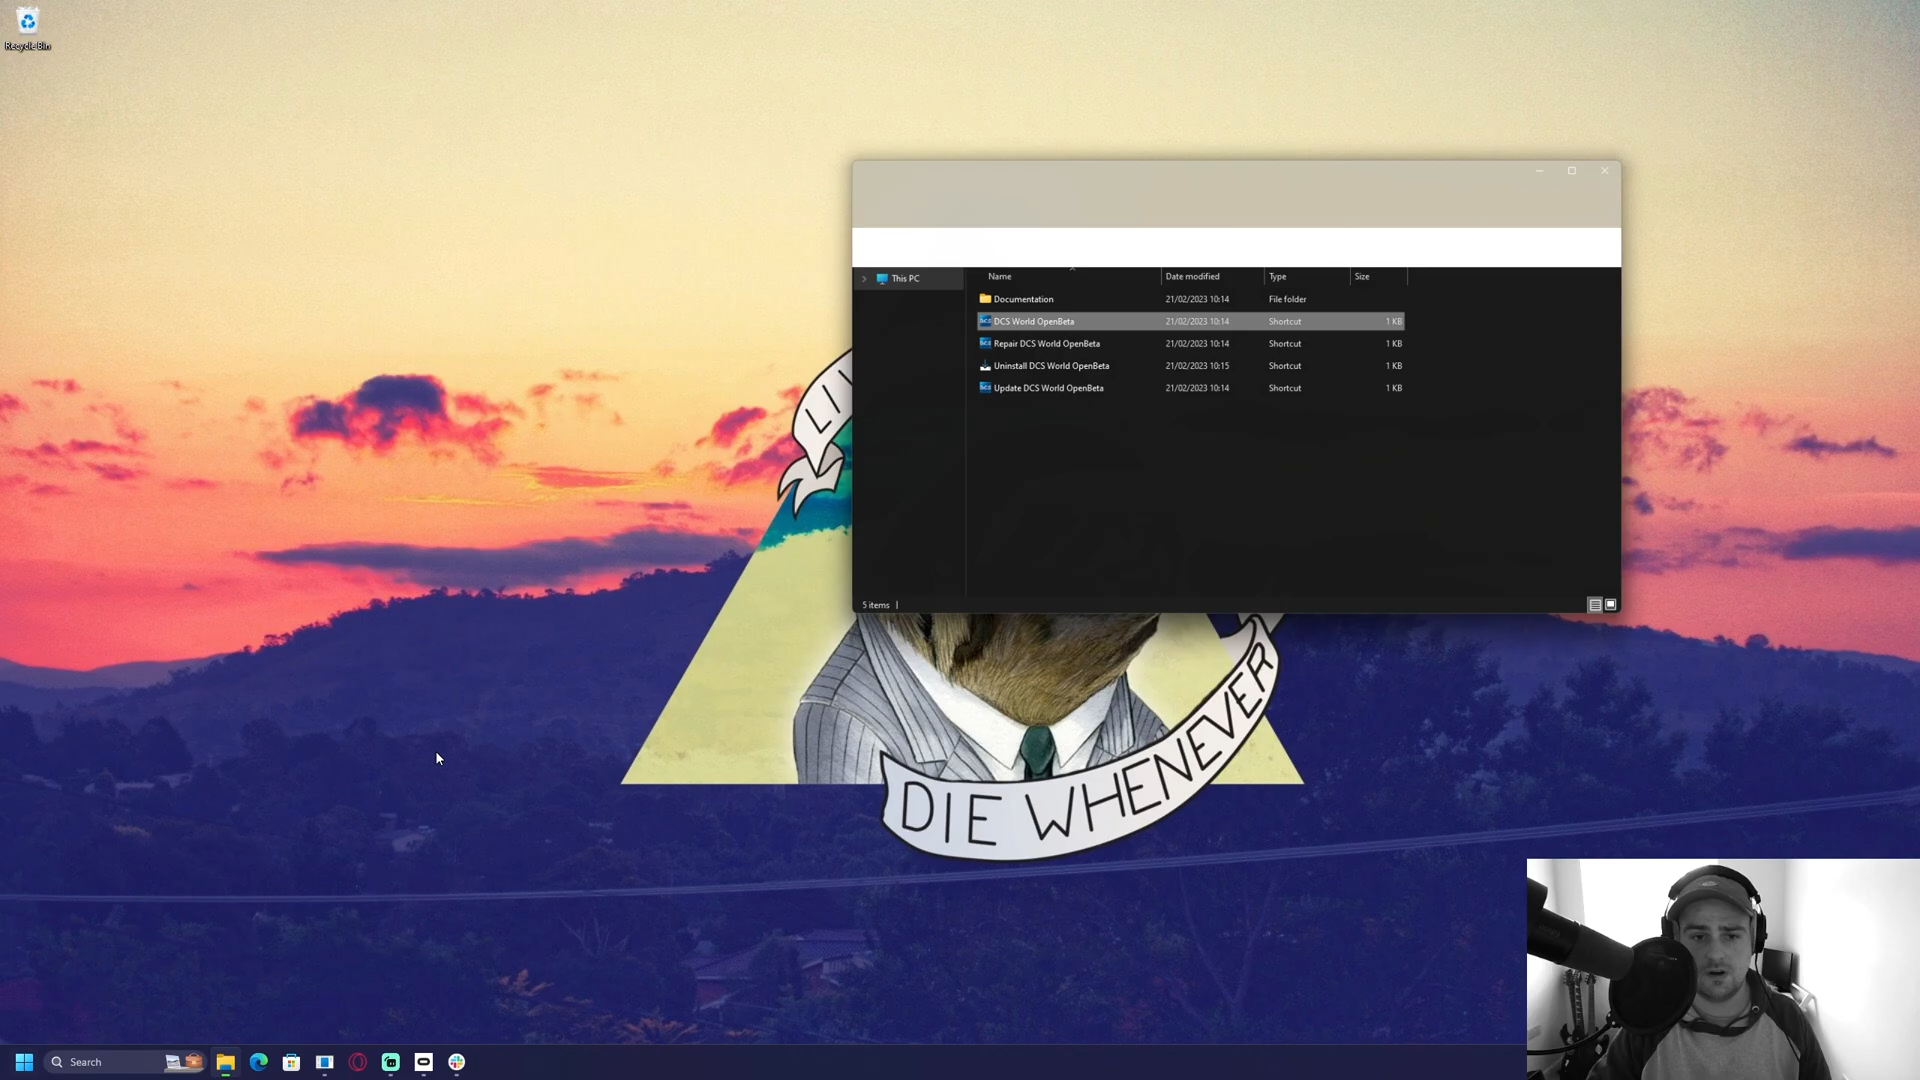 Recycle Bin
This PC
Name Date modified Type Size
Documentation 21/02/2023 10:14 File folder
DCS World OpenBeta 21/02/2023 10:14 Shortcut 1 KB
Repair DCS World OpenBeta 21/02/2023 10:14 Shortcut 1 KB
Uninstall DCS World OpenBeta 21/02/2023 10:15 Shortcut 1 KB
Update DCS World OpenBeta 21/02/2023 10:14 Shortcut 1 KB
5 items
LIV
DIE WHENEVER
Search